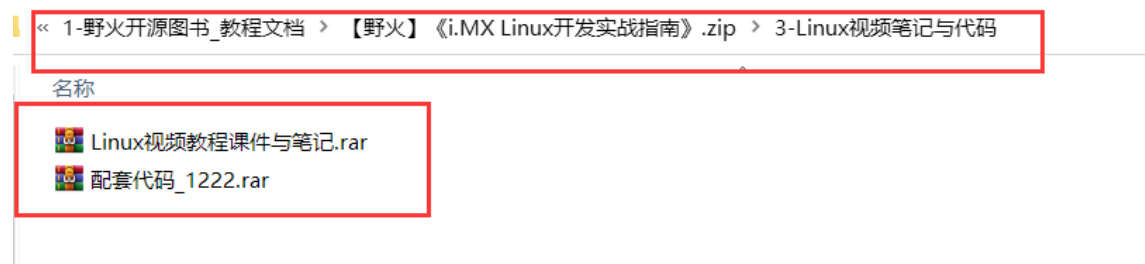 « 1-野火开源图书_教程文档 > 【野火】《i.MX Linux开发实战指南》.zip > 3-Linux视频笔记与代码
名称
Linux视频教程课件与笔记.rar
配套代码_1222.rar